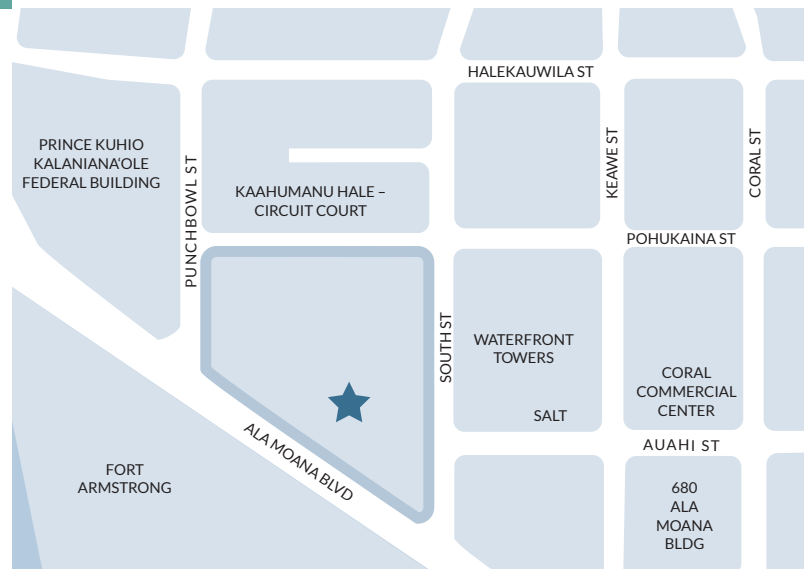 HALEKAUWILA ST
PRINCE KUHIO
KALANIANA‘OLE
FEDERAL BUILDING
PUNCHBOWL ST
KAAHUMANU HALE –
CIRCUIT COURT
KEAWE ST
CORAL ST
POHUKAINA ST
SOUTH ST
WATERFRONT
TOWERS
SALT
CORAL
COMMERCIAL
CENTER
ALA MOANA BLVD
AUAHI ST
FORT
ARMSTRONG
680
ALA
MOANA
BLDG